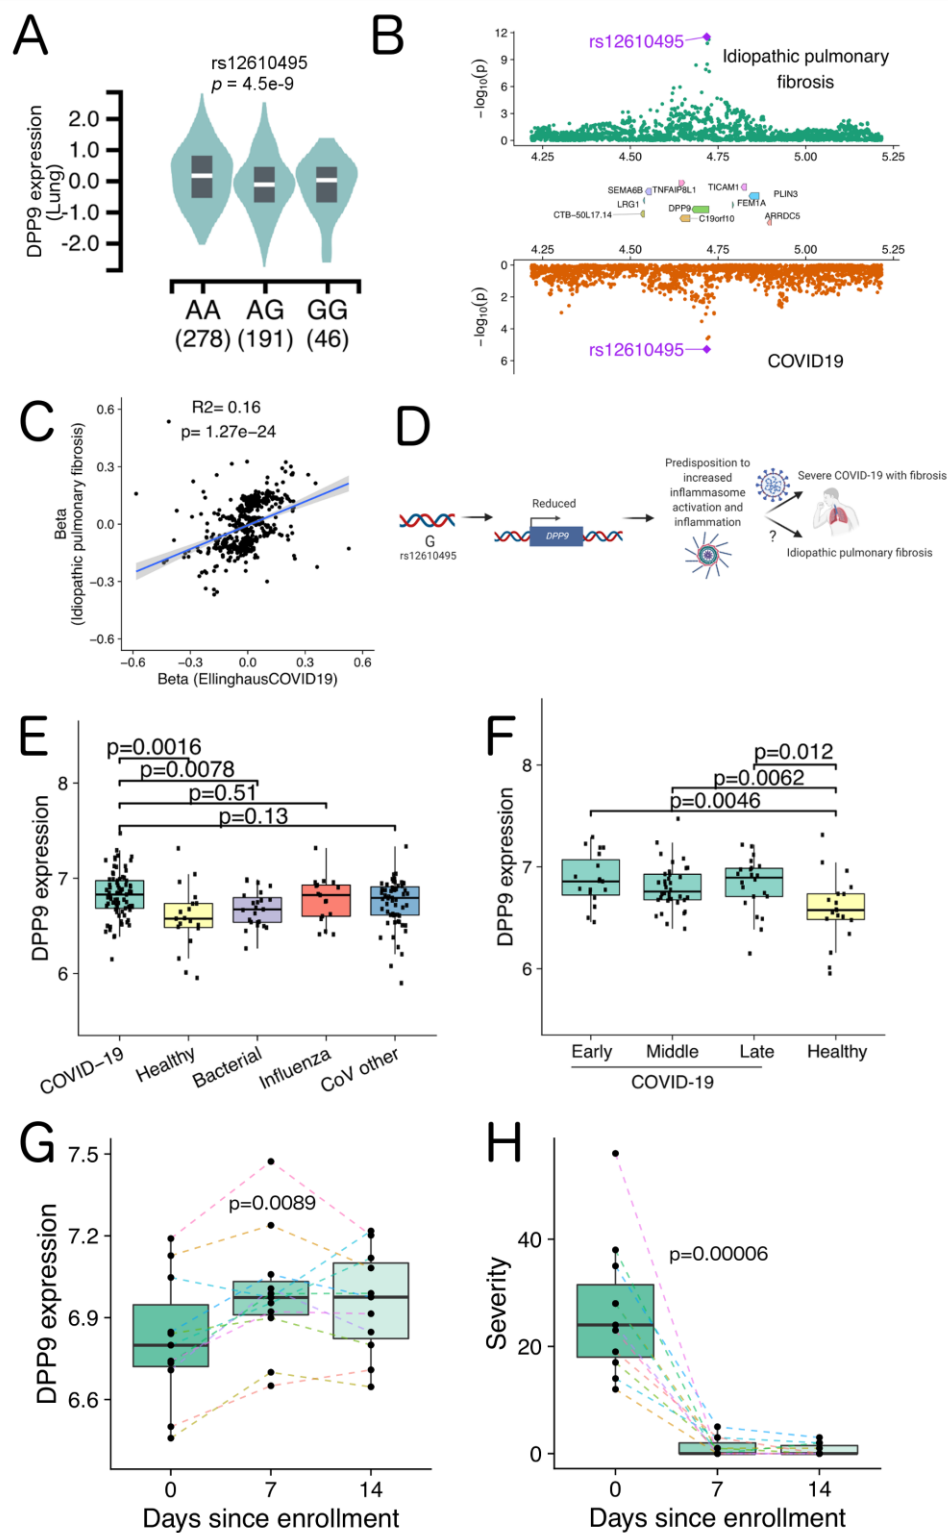 A
rs12610495
p = 4.5e-9
DPP9 expression
(Lung)
2.0
1.0
0.0
-1.0
-2.0
AA
AG
GG
(278)
(191)
(46)
B
12
9
6
3
0
−log10(p)
rs12610495
Idiopathic pulmonary
fibrosis
4.25
4.50
4.75
5.00
5.25
SEMA6B
TNFAIP8L1
TICAM1
PLIN3
LRG1
DPP9
FEM1A
CTB-50L17.14
C19orf10
ARRDC5
4.25
4.50
4.75
5.00
5.25
0
2
4
6
−log10(p)
rs12610495
COVID19
C
R2= 0.16
p= 1.27e−24
Beta
(Idiopathic pulmonary fibrosis)
0.6
0.3
0.0
−0.3
−0.6
−0.6
−0.3
0.0
0.3
0.6
Beta (EllinghausCOVID19)
D
G
rs12610495
Reduced
DPP9
Predisposition to
increased
inflammasome
activation and
inflammation
Severe COVID-19 with fibrosis
?
Idiopathic pulmonary fibrosis
E
DPP9 expression
8
7
6
p=0.0016
p=0.0078
p=0.51
p=0.13
COVID−19
Healthy
Bacterial
Influenza
CoV other
F
DPP9 expression
8
7
6
p=0.012
p=0.0062
p=0.0046
Early
Middle
Late
Healthy
COVID-19
G
DPP9 expression
7.5
7.2
6.9
6.6
p=0.0089
0
7
14
Days since enrollment
H
Severity
40
20
0
p=0.00006
0
7
14
Days since enrollment